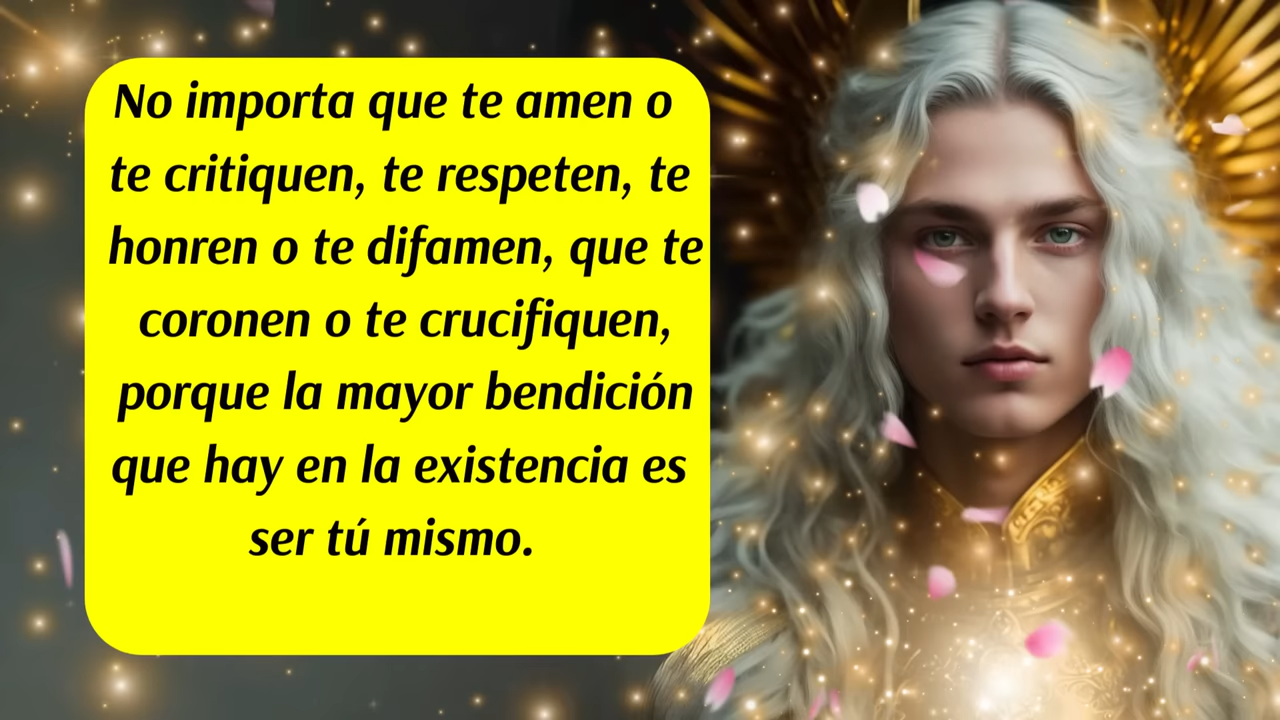 No importa que te amen o
te critiquen, te respeten, te
honren o te difamen, que te
coronen o te crucifiquen,
porque la mayor bendición
que hay en la existencia es
ser tú mismo.